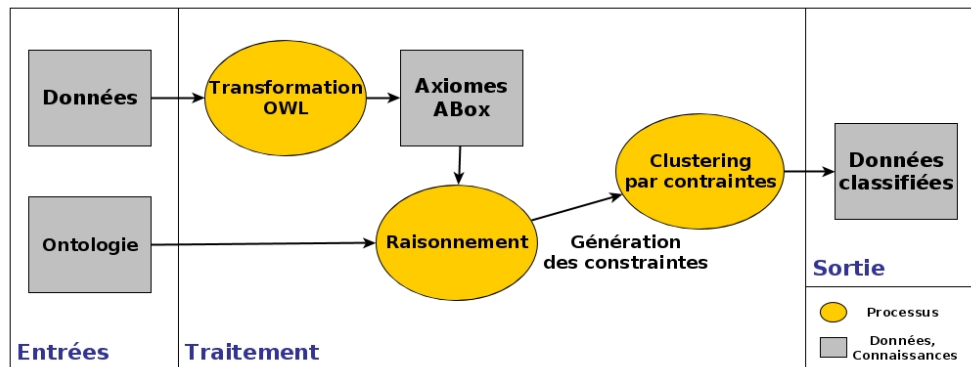 Données
Transformation
OWL
Axiomes
ABox
Ontologie
Raisonnement
Génération
des constraintes
Clustering
par contraintes
Données
classifiées
Entrées
Traitement
Sortie
Processus
Données,
Connaissances